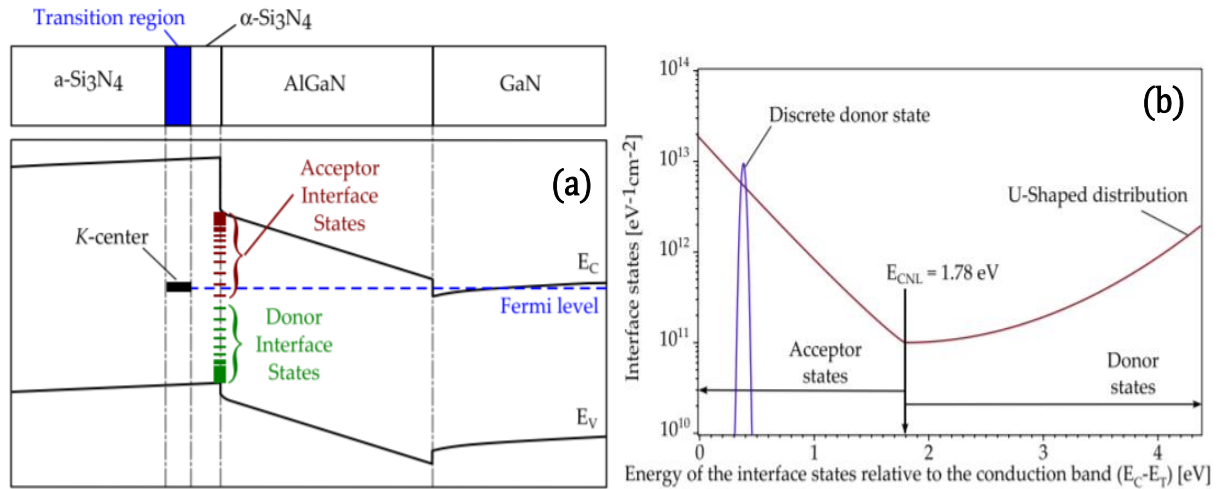 Transition region
α-Si3N4
a-Si3N4
AlGaN
GaN
(a)
Acceptor
Interface
States
K-center
EC
Fermi level
Donor
Interface
States
EV
(b)
Interface states [eV-1cm-2]
10^14
10^13
10^12
10^11
10^10
Discrete donor state
U-Shaped distribution
ECNL = 1.78 eV
Acceptor
states
Donor
states
0 1 2 3 4
Energy of the interface states relative to the conduction band (EC-ET) [eV]